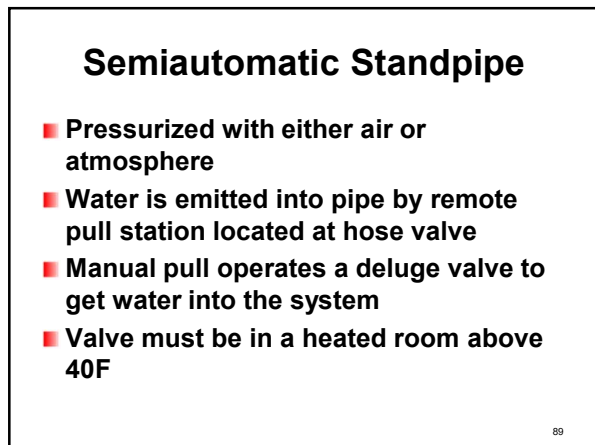 Semiautomatic Standpipe
Pressurized with either air or
atmosphere
Water is emitted into pipe by remote
pull station located at hose valve
Manual pull operates a deluge valve to
get water into the system
Valve must be in a heated room above
40F
89